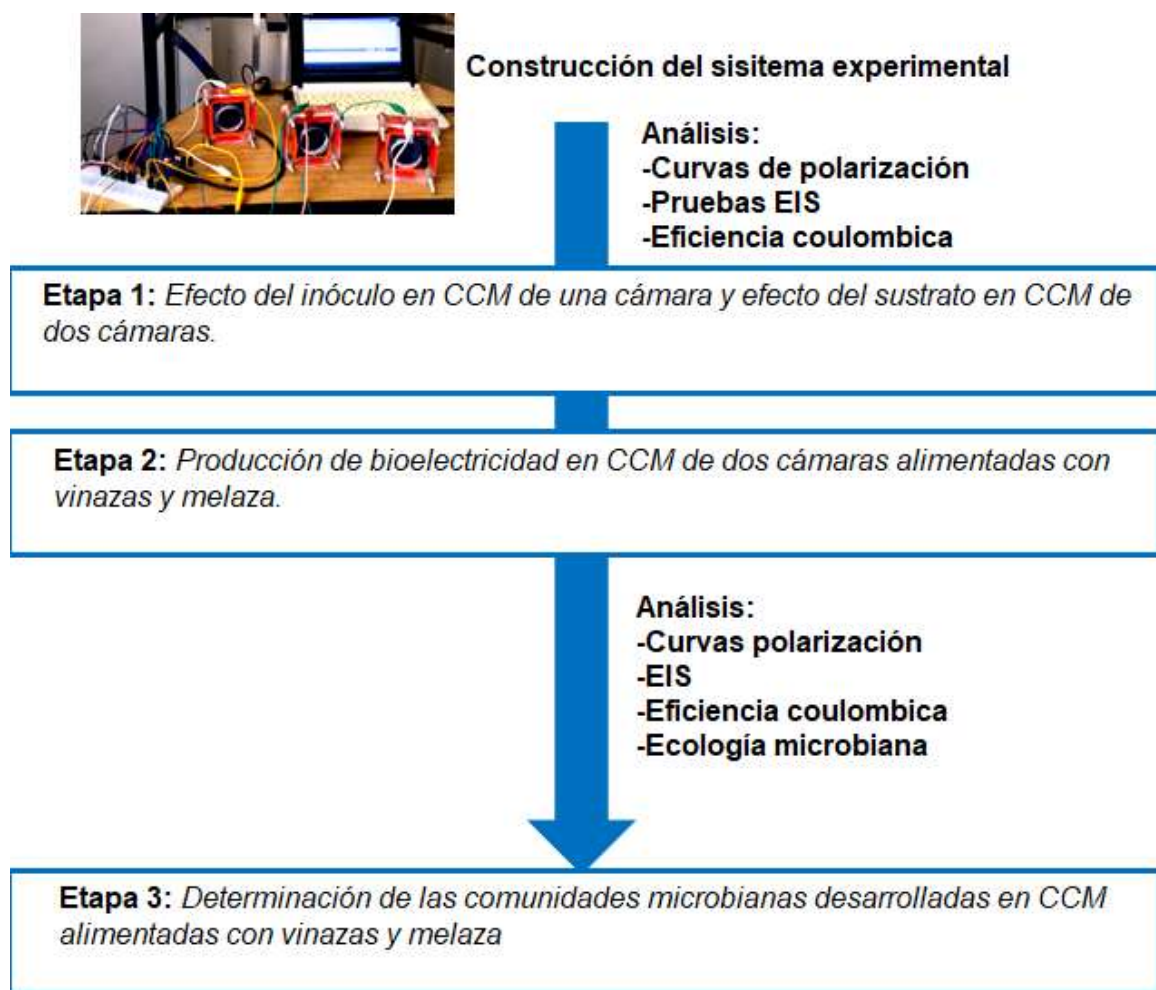 Construcción del sisitema experimental
Análisis:
-Curvas de polarización
-Pruebas EIS
-Eficiencia coulombica
Etapa 1: Efecto del inóculo en CCM de una cámara y efecto del sustrato en CCM de
dos cámaras.
Etapa 2: Producción de bioelectricidad en CCM de dos cámaras alimentadas con
vinazas y melaza.
Análisis:
-Curvas polarización
-EIS
-Eficiencia coulombica
-Ecología microbiana
Etapa 3: Determinación de las comunidades microbianas desarrolladas en CCM
alimentadas con vinazas y melaza